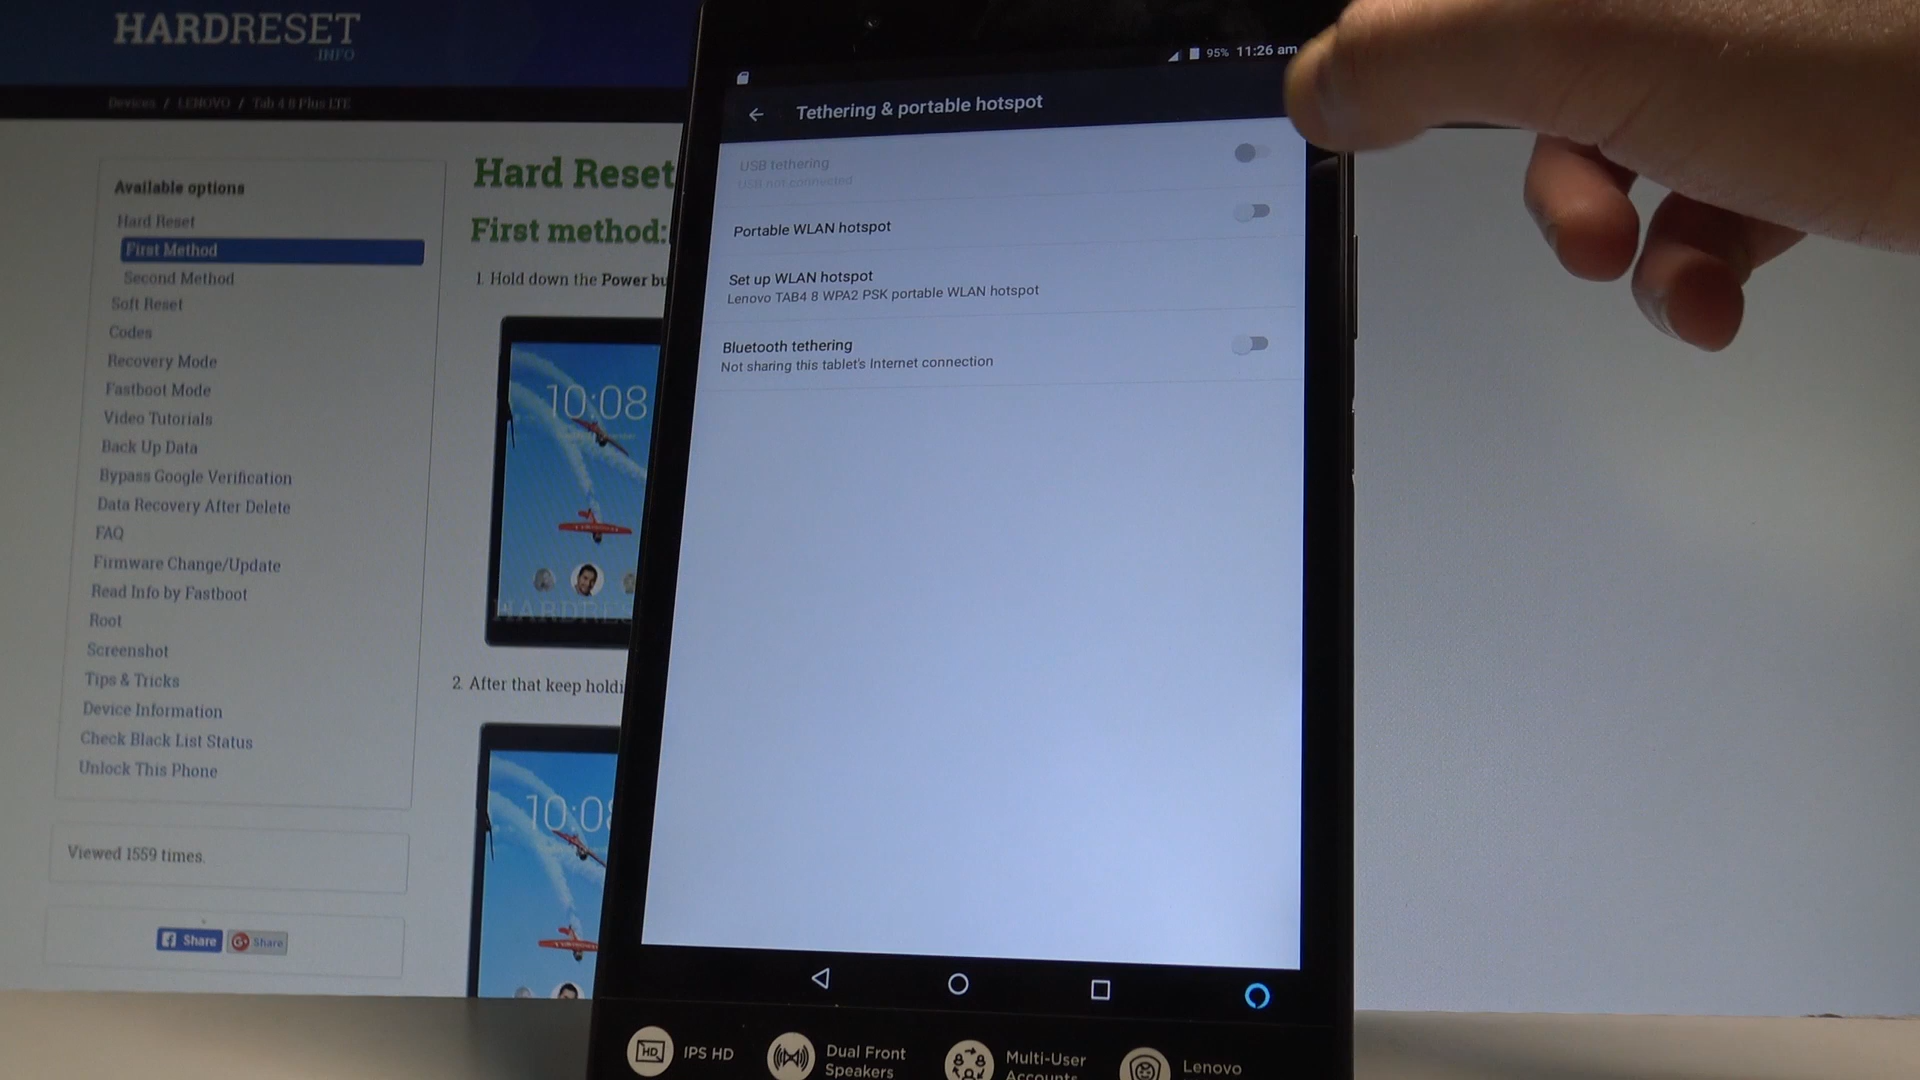 HARDRESET
.INFO
Devices / LENOVO / Tab 4 8 Plus LTE
Available options
Hard Reset
First Method
Second Method
Soft Reset
Codes
Recovery Mode
Fastboot Mode
Video Tutorials
Back Up Data
Bypass Google Verification
Data Recovery After Delete
FAQ
Firmware Change/Update
Read Info by Fastboot
Root
Screenshot
Tips & Tricks
Device Information
Check Black List Status
Unlock This Phone
Viewed 1559 times.
Share
G+ Share
Hard Reset
First method:
1. Hold down the Power bu
10:08
HARDRES
2. After that keep holdi
10:08
95% 11:26 am
Tethering & portable hotspot
USB tethering
USB not connected
Portable WLAN hotspot
Set up WLAN hotspot
Lenovo TAB4 8 WPA2 PSK portable WLAN hotspot
Bluetooth tethering
Not sharing this tablet's Internet connection
HD
IPS HD
Dual Front
Speakers
Multi-User
Accounts
Lenovo